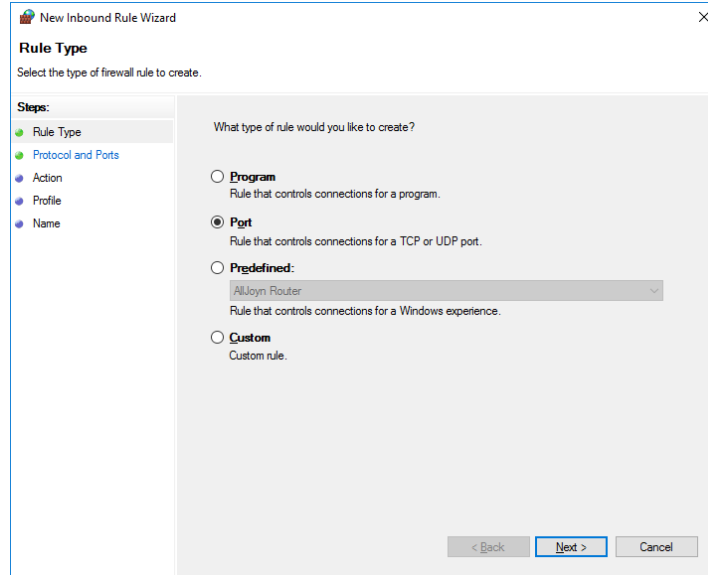 New Inbound Rule Wizard
Rule Type
Select the type of firewall rule to create.
Steps:
Rule Type
Protocol and Ports
Action
Profile
Name
What type of rule would you like to create?
Program
Rule that controls connections for a program.
Port
Rule that controls connections for a TCP or UDP port.
Predefined:
AllJoyn Router
Rule that controls connections for a Windows experience.
Custom
Custom rule.
< Back Next > Cancel